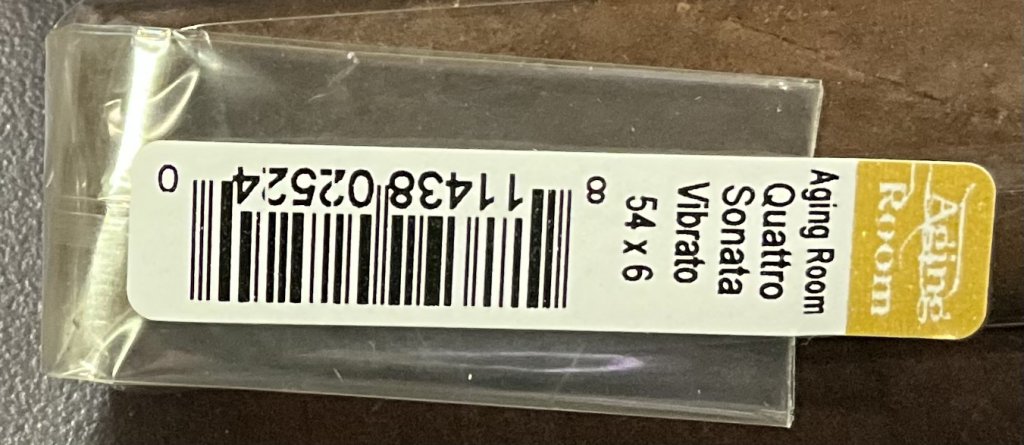 Aging
Room
Aging Room
Quattro
Sonata
Vibrato
54 x 6
8 11438 02524 0